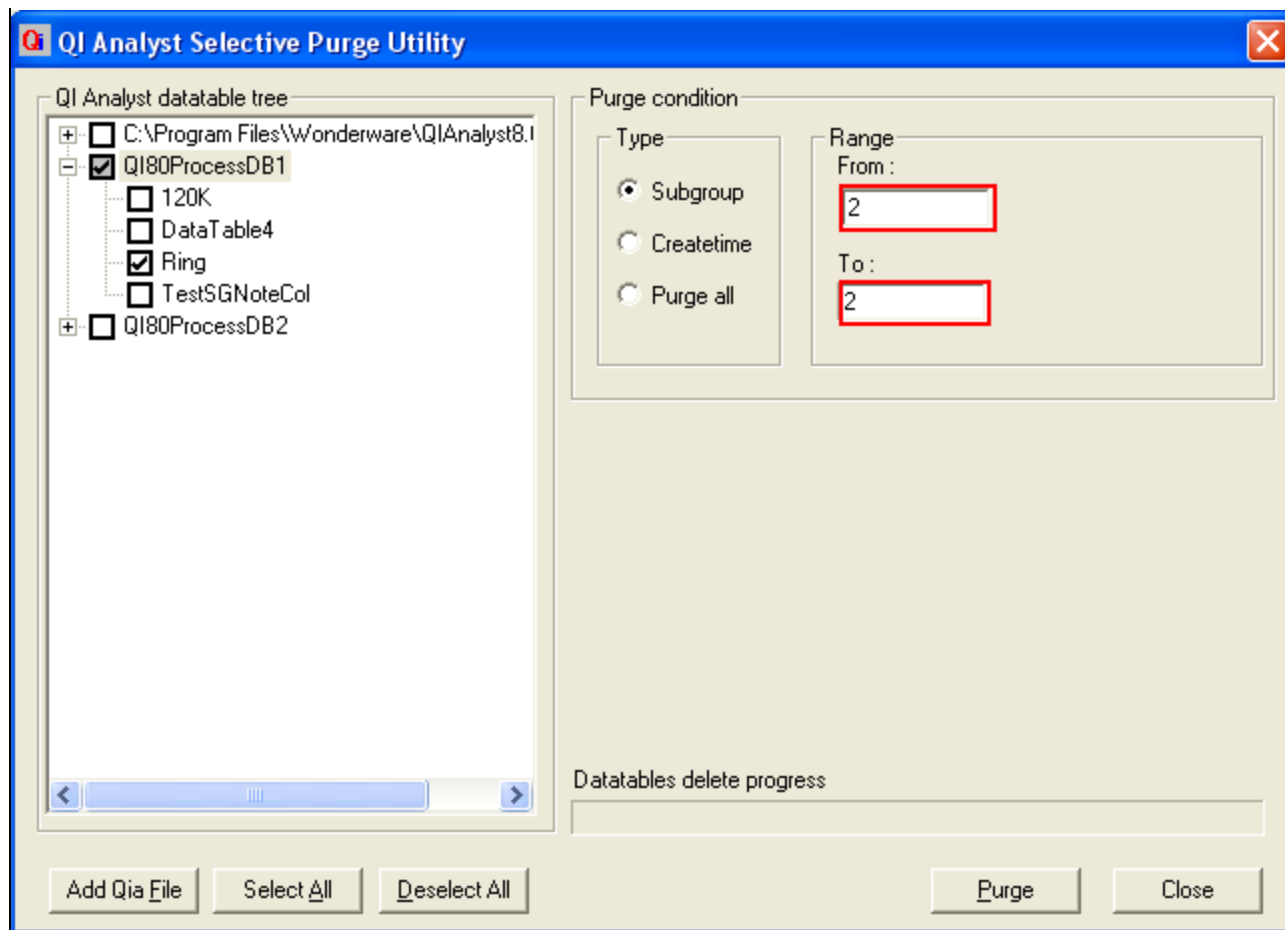 Qi QI Analyst Selective Purge Utility
QI Analyst datatable tree
C:\Program Files\Wonderware\QIAnalyst8.
QI80ProcessDB1
120K
DataTable4
Ring
TestSGNoteCol
QI80ProcessDB2
Purge condition
Type
Subgroup
Createtime
Purge all
Range
From :
2
To :
2
Datatables delete progress
Add Qia File
Select All
Deselect All
Purge
Close